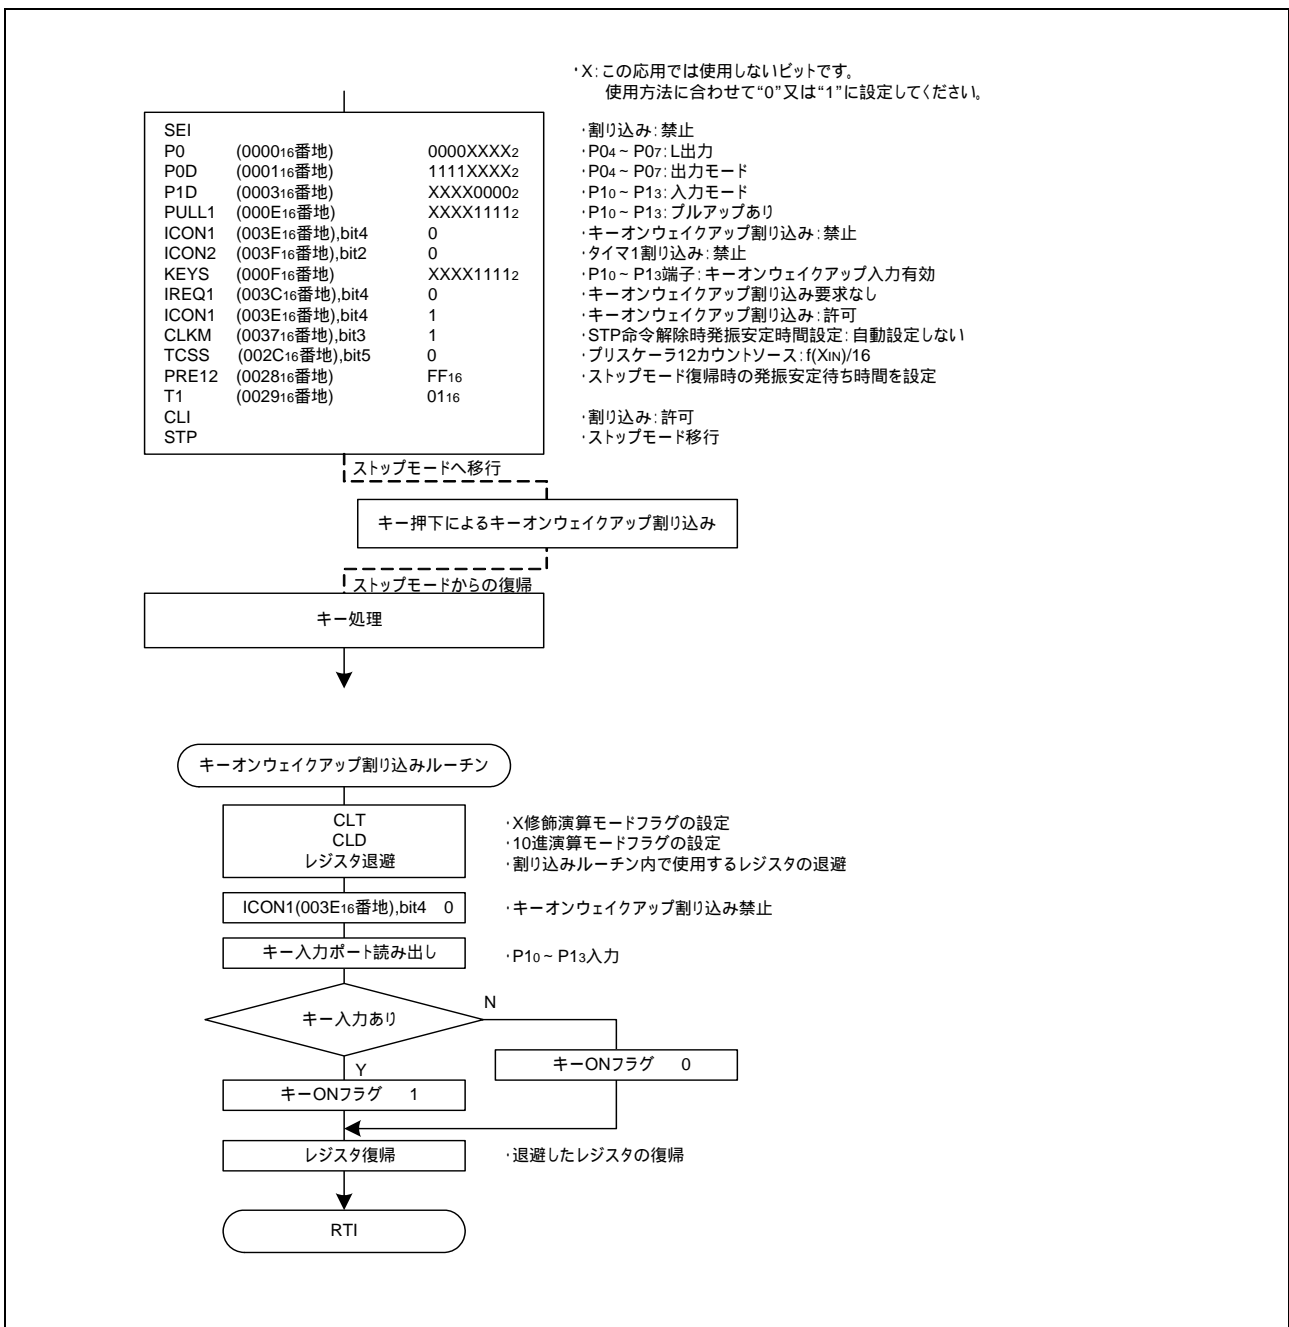 ・X：この応用では使用しないビットです。
使用方法に合わせて“0”又は“1”に設定してください。
SEI ・割り込み：禁止
P0 (000016番地) 0000XXXX2 ・P04～P07：L出力
P0D (000116番地) 1111XXXX2 ・P04～P07：出力モード
P1D (000316番地) XXXX00002 ・P10～P13：入力モード
PULL1 (000E16番地) XXXX11112 ・P10～P13：プルアップあり
ICON1 (003E16番地),bit4 0 ・キーオンウェイクアップ割り込み：禁止
ICON2 (003F16番地),bit2 0 ・タイマ1割り込み：禁止
KEYS (000F16番地) XXXX11112 ・P10～P13端子：キーオンウェイクアップ入力有効
IREQ1 (003C16番地),bit4 0 ・キーオンウェイクアップ割り込み要求なし
ICON1 (003E16番地),bit4 1 ・キーオンウェイクアップ割り込み：許可
CLKM (003716番地),bit3 1 ・STP命令解除時発振安定時間設定：自動設定しない
TCSS (002C16番地),bit5 0 ・プリスケーラ12カウントソース：f(XIN)/16
PRE12 (002816番地) FF16 ・ストップモード復帰時の発振安定待ち時間を設定
T1 (002916番地) 0116
CLI ・割り込み：許可
STP ・ストップモード移行
ストップモードへ移行
キー押下によるキーオンウェイクアップ割り込み
ストップモードからの復帰
キー処理
キーオンウェイクアップ割り込みルーチン
CLT ・X修飾演算モードフラグの設定
CLD ・10進演算モードフラグの設定
レジスタ退避 ・割り込みルーチン内で使用するレジスタの退避
ICON1(003E16番地),bit4 0 ・キーオンウェイクアップ割り込み禁止
キー入力ポート読み出し ・P10～P13入力
N
キー入力あり
キーONフラグ 0
Y
キーONフラグ 1
レジスタ復帰 ・退避したレジスタの復帰
RTI